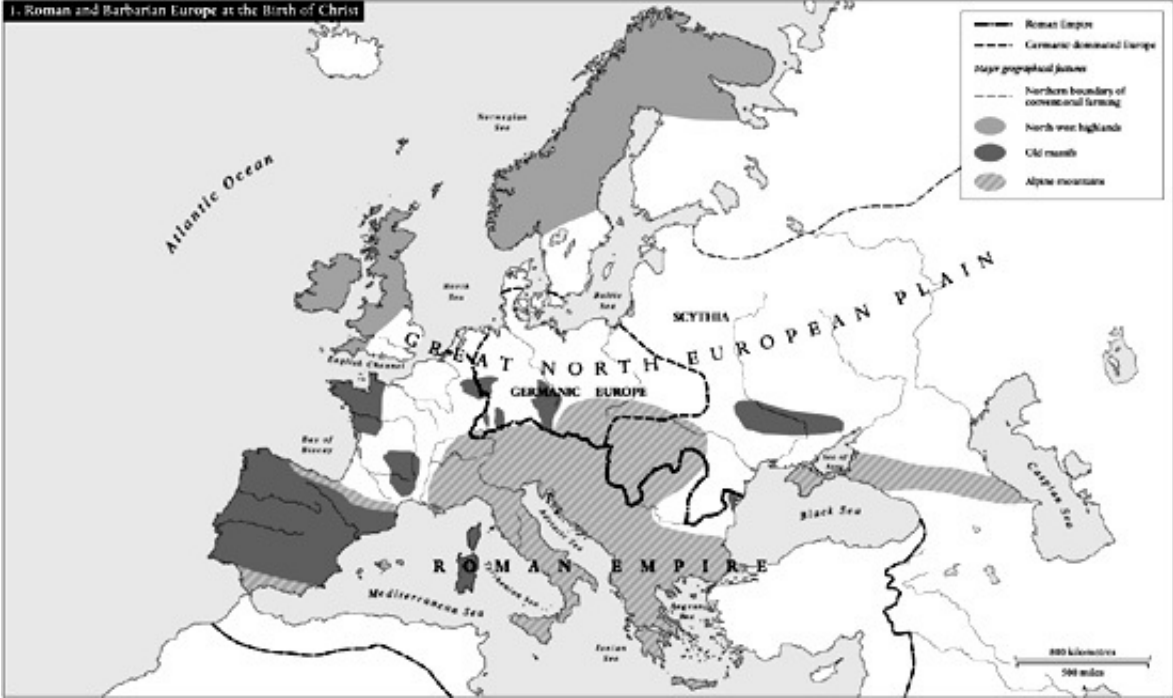 1. Roman and Barbarian Europe at the Birth of Christ
Roman Empire
Germanic dominated Europe
Major geographical features
Northern boundary of
conventional farming
North west highlands
Old massifs
Alpine mountains
Norwegian
Sea
Atlantic Ocean
North
Sea
Baltic
Sea
SCYTHIA
GREAT NORTH EUROPEAN PLAIN
English Channel
GERMANIC EUROPE
Bay of
Biscay
Sea of
Caspian Sea
Black Sea
Adriatic Sea
ROMAN EMPIRE
Mediterranean Sea
Aegean
Sea
Ionian
Sea
800 kilometres
500 miles